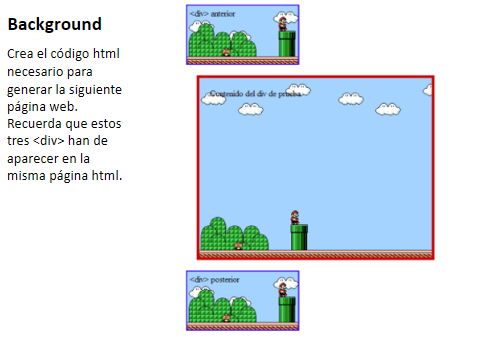 Background
Crea el código html
necesario para
generar la siguiente
página web.
Recuerda que estos
tres <div> han de
aparecer en la
misma página html.
<div> anterior
Contenido del div de prueba.
<div> posterior